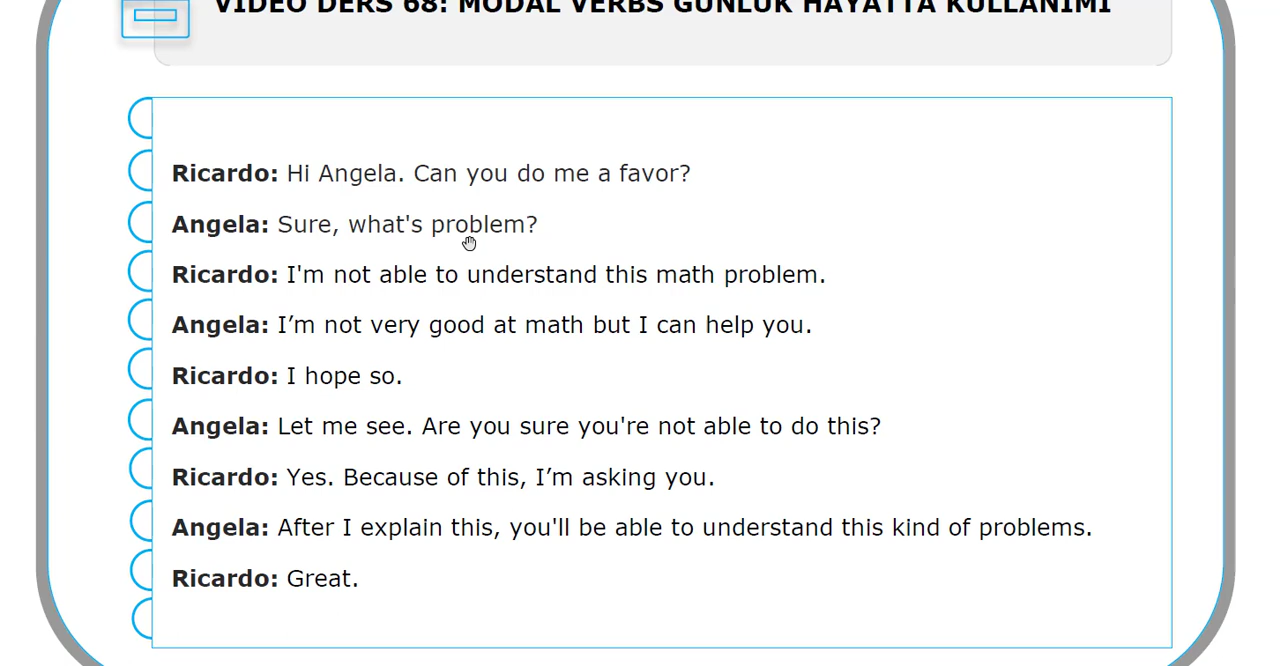 VİDEO DERS 68: MODAL VERBS GÜNLÜK HAYATTA KULLANIMI
Ricardo: Hi Angela. Can you do me a favor?
Angela: Sure, what's problem?
Ricardo: I'm not able to understand this math problem.
Angela: I’m not very good at math but I can help you.
Ricardo: I hope so.
Angela: Let me see. Are you sure you're not able to do this?
Ricardo: Yes. Because of this, I’m asking you.
Angela: After I explain this, you'll be able to understand this kind of problems.
Ricardo: Great.